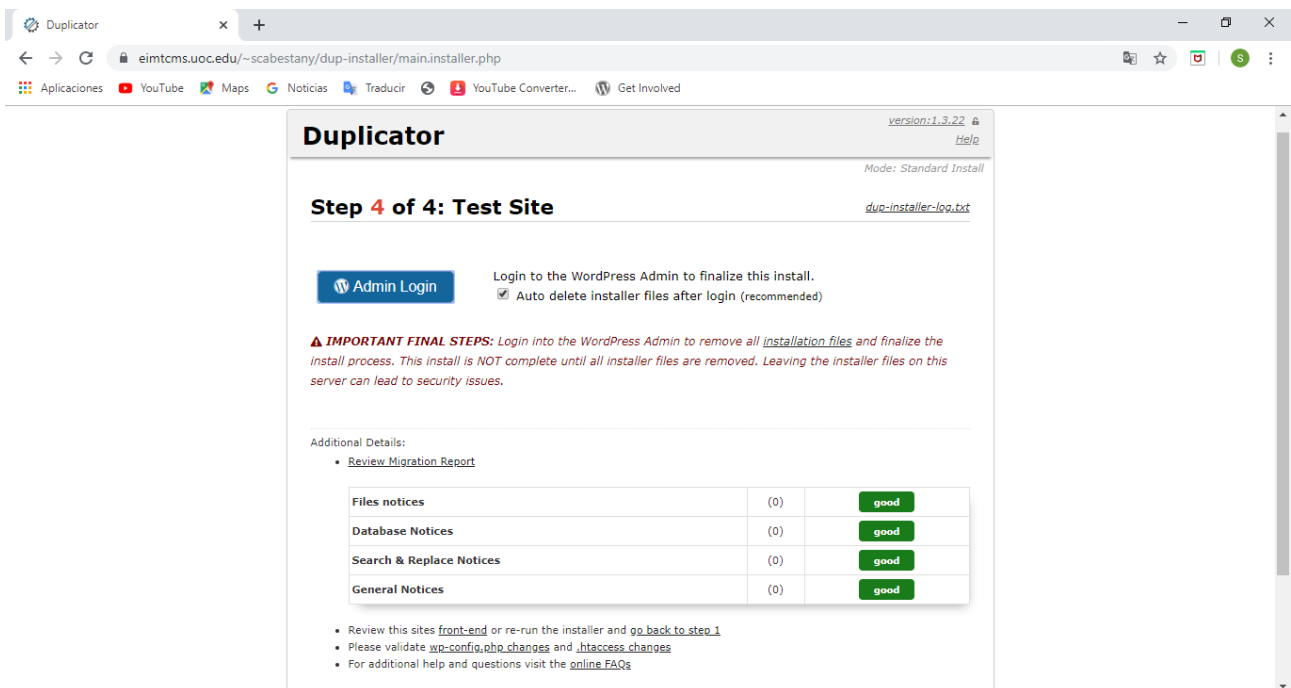 Duplicator
eimtcms.uoc.edu/~scabestany/dup-installer/main.installer.php
S
Aplicaciones YouTube Maps Noticias Traducir YouTube Converter... Get Involved
Duplicator
version:1.3.22
Help
Mode: Standard Install
Step 4 of 4: Test Site
dup-installer-log.txt
Admin Login
Login to the WordPress Admin to finalize this install.
Auto delete installer files after login (recommended)
IMPORTANT FINAL STEPS: Login into the WordPress Admin to remove all installation files and finalize the
install process. This install is NOT complete until all installer files are removed. Leaving the installer files on this
server can lead to security issues.
Additional Details:
Review Migration Report
Files notices (0) good
Database Notices (0) good
Search & Replace Notices (0) good
General Notices (0) good
Review this sites front-end or re-run the installer and go back to step 1
Please validate wp-config.php changes and .htaccess changes
For additional help and questions visit the online FAQs